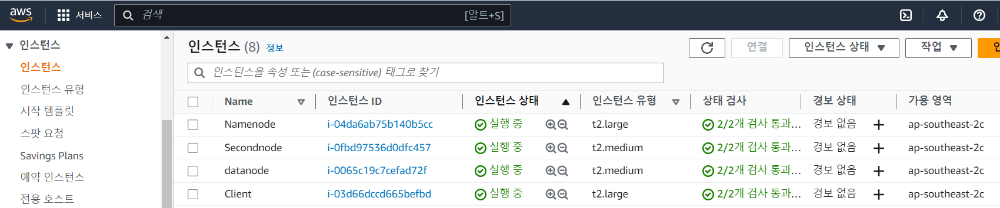 aws 서비스 검색 [알트+S]
인스턴스
인스턴스
인스턴스 유형
시작 템플릿
스팟 요청
Savings Plans
예약 인스턴스
전용 호스트
인스턴스 (8) 정보
연결
인스턴스 상태
작업
인스턴스을 속성 또는 (case-sensitive) 태그로 찾기
Name 인스턴스 ID 인스턴스 상태 인스턴스 유형 상태 검사 경보 상태 가용 영역
Namenode i-04da6ab75b140b5cc 실행 중 t2.large 2/2개 검사 통과... 경보 없음 + ap-southeast-2c
Secondnode i-0fbd97536d0dfc457 실행 중 t2.medium 2/2개 검사 통과... 경보 없음 + ap-southeast-2c
datanode i-0065c19c7cefad72f 실행 중 t2.medium 2/2개 검사 통과... 경보 없음 + ap-southeast-2c
Client i-03d66dccd665befbd 실행 중 t2.large 2/2개 검사 통과... 경보 없음 + ap-southeast-2c